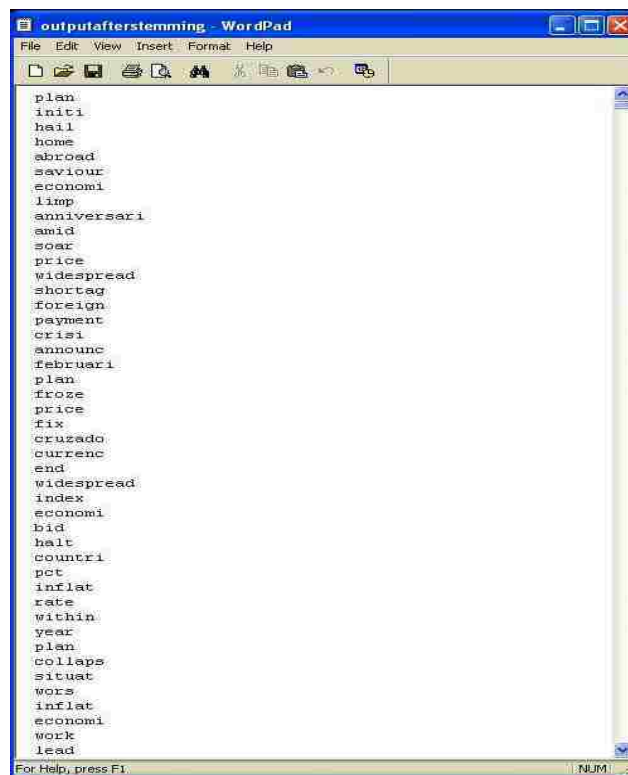 outputafterstemming - WordPad
File Edit View Insert Format Help
plan
initi
hail
home
abroad
saviour
economi
limp
anniversari
amid
soar
price
widespread
shortag
foreign
payment
crisi
announc
februari
plan
froze
price
fix
cruzado
currenc
end
widespread
index
economi
bid
halt
countri
pct
inflat
rate
within
year
plan
collaps
situat
wors
inflat
economi
work
lead
For Help, press F1 NUM